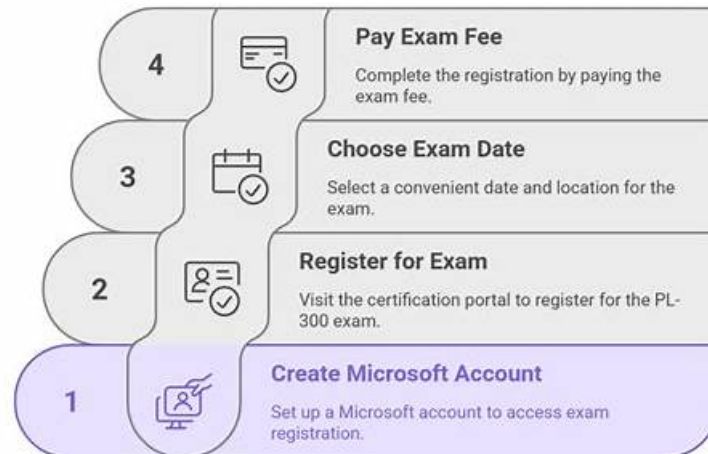 4
Pay Exam Fee
Complete the registration by paying the
exam fee.
3
Choose Exam Date
Select a convenient date and location for the
exam.
2
Register for Exam
Visit the certification portal to register for the PL-
300 exam.
1
Create Microsoft Account
Set up a Microsoft account to access exam
registration.